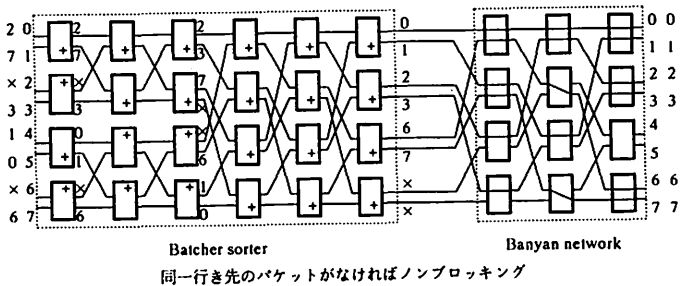 2 0 2 2 0 0 0
+ + + + + +
7 1 7 3 1 1 1
× 2 + × 7 2 2 2
+ + + + +
3 3 3 × 3 3 3
1 4 0 + + × 6 4
+ + + +
0 5 1 6 7 5
× 6 + × + + 1 × 6 6
+ + +
6 7 6 0 × 7 7
Batcher sorter
Banyan network
同一行き先のパケットがなければノンブロッキング